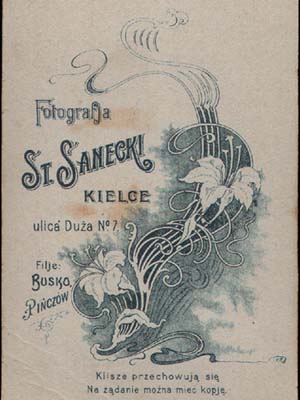 Fotografja
St. Sanecki
KIELCE
ulica Duża No 7.
Filje:
Busko,
Pińczów
Klisze przechowują się
Na żądanie można mieć kopję.